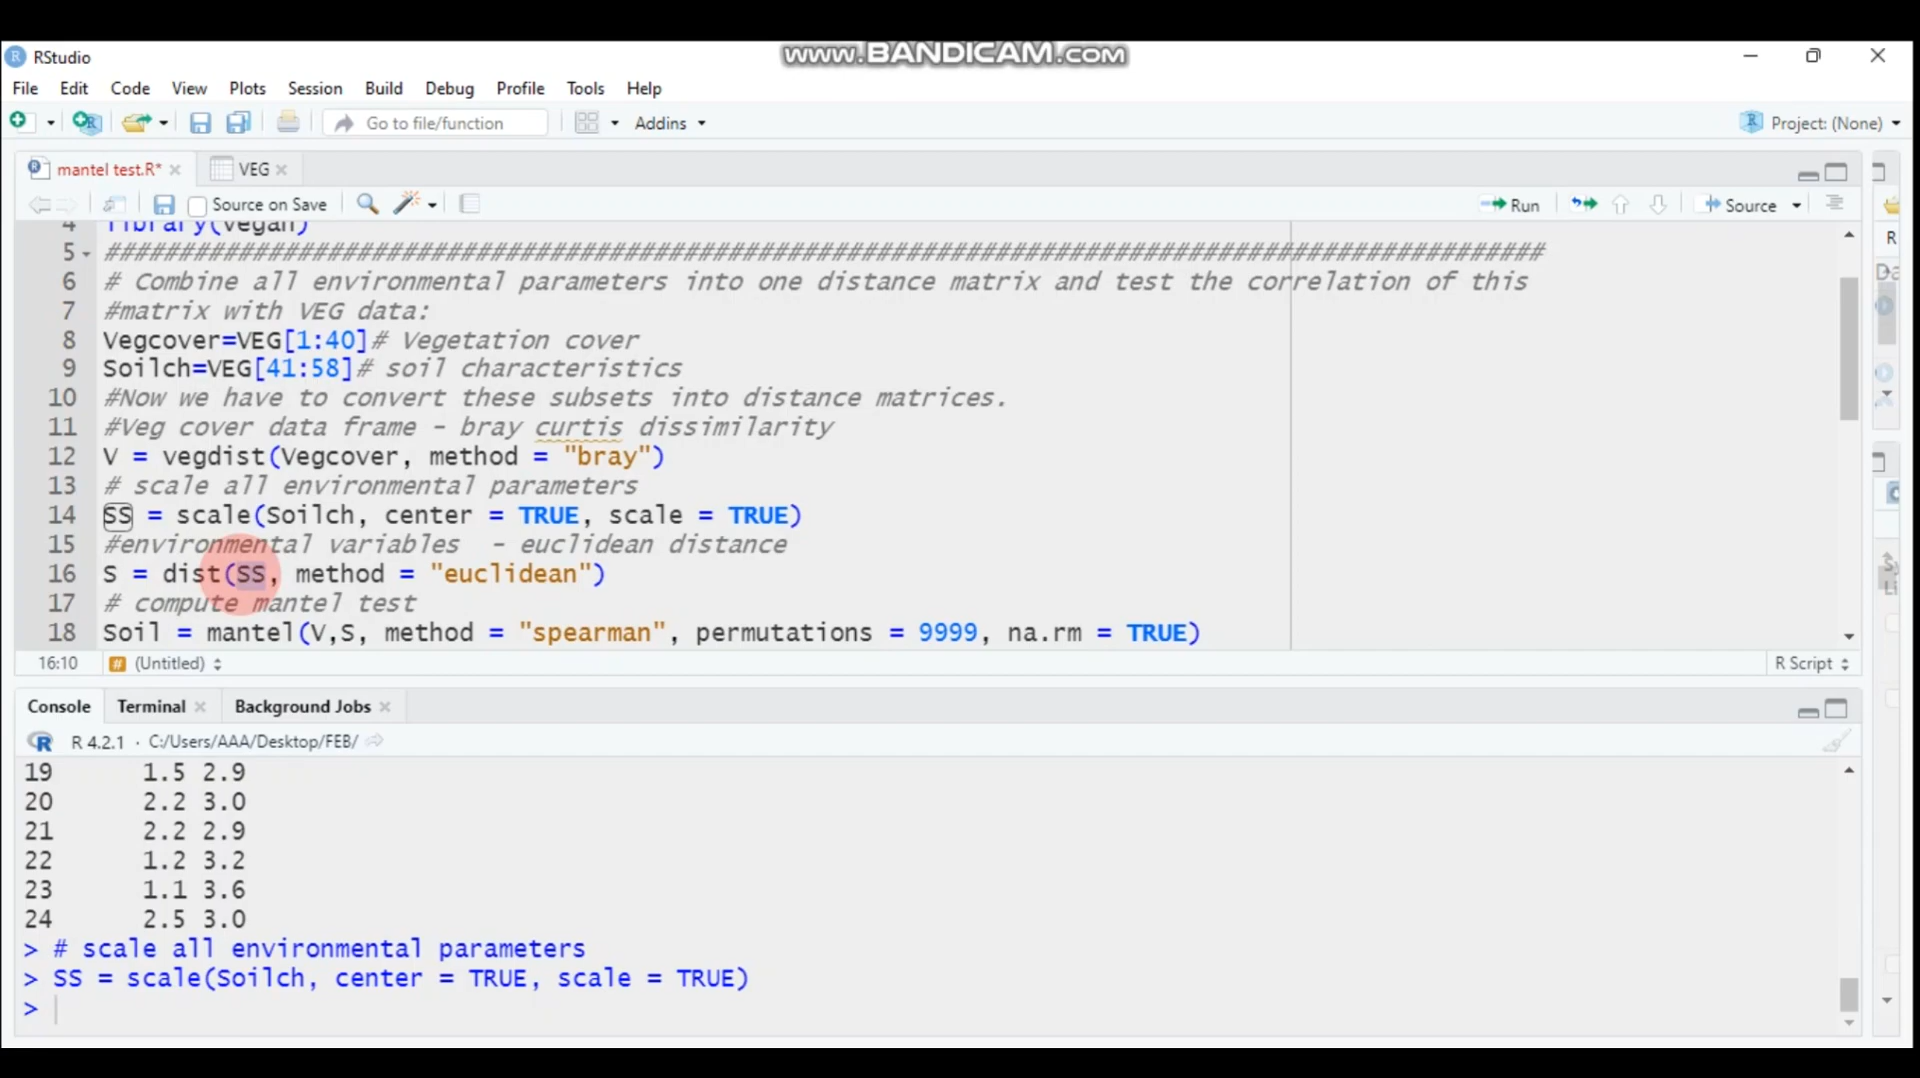 www.BANDICAM.com
RStudio
File Edit Code View Plots Session Build Debug Profile Tools Help
Go to file/function Addins Project: (None)
mantel test.R* VEG
Source on Save Run Source
4 library(vegan)
5 ################################################################################################
6 # Combine all environmental parameters into one distance matrix and test the correlation of this
7 #matrix with VEG data:
8 Vegcover=VEG[1:40]# Vegetation cover
9 Soilch=VEG[41:58]# soil characteristics
10 #Now we have to convert these subsets into distance matrices.
11 #Veg cover data frame - bray curtis dissimilarity
12 V = vegdist(Vegcover, method = "bray")
13 # scale all environmental parameters
14 SS = scale(Soilch, center = TRUE, scale = TRUE)
15 #environmental variables  - euclidean distance
16 S = dist(SS, method = "euclidean")
17 # compute mantel test
18 Soil = mantel(V,S, method = "spearman", permutations = 9999, na.rm = TRUE)
16:10 # (Untitled) R Script
Console Terminal Background Jobs
R 4.2.1 · C:/Users/AAA/Desktop/FEB/
19 1.5 2.9
20 2.2 3.0
21 2.2 2.9
22 1.2 3.2
23 1.1 3.6
24 2.5 3.0
> # scale all environmental parameters
> SS = scale(Soilch, center = TRUE, scale = TRUE)
>